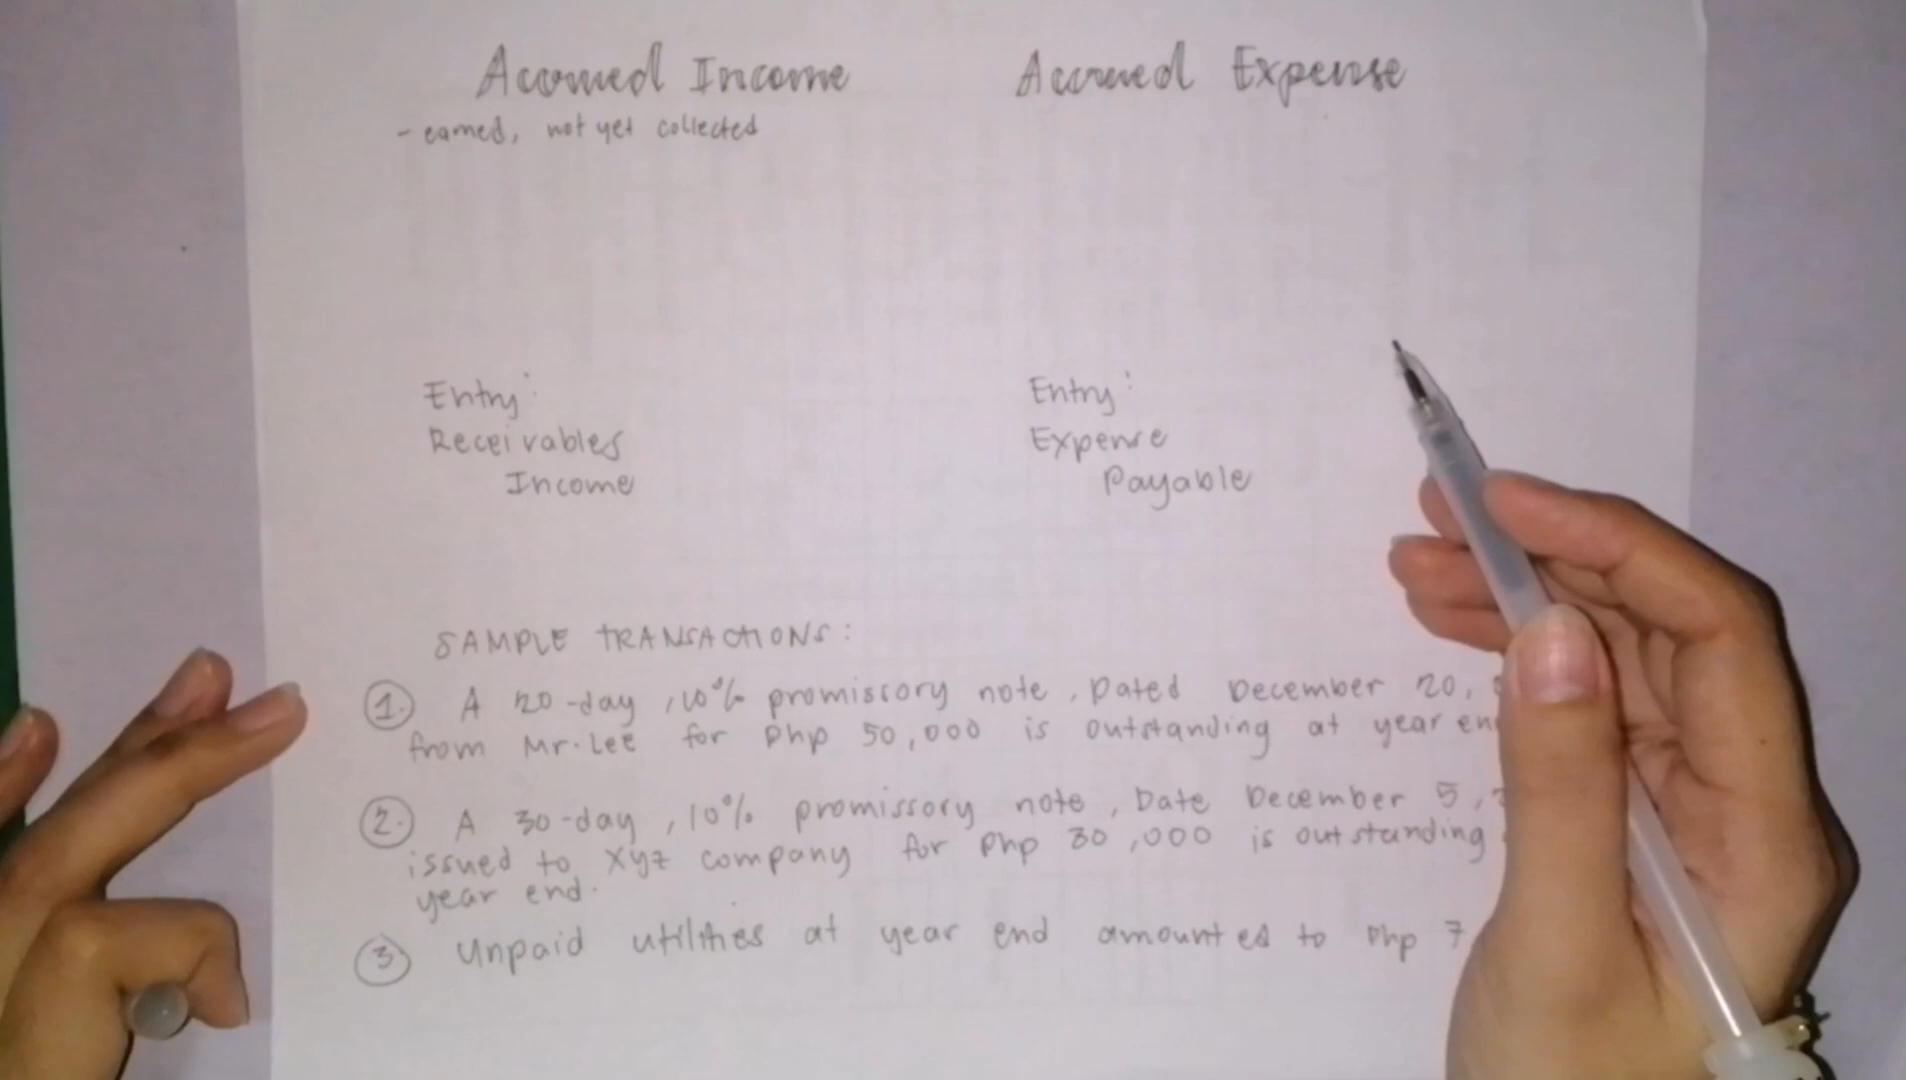 Accrued Income
Accrued Expense
- earned, not yet collected
Entry:
Receivables
Income
Entry:
Expense
Payable
SAMPLE TRANSACTIONS:
1. A 20-day, 10% promissory note, Dated December 20,
from Mr. Lee for Php 50,000 is outstanding at year
2. A 30-day, 10% promissory note, Date December 5,
issued to XYZ company for Php 30,000 is outstanding
year end.
3 Unpaid utilities at year end amounted to Php 7